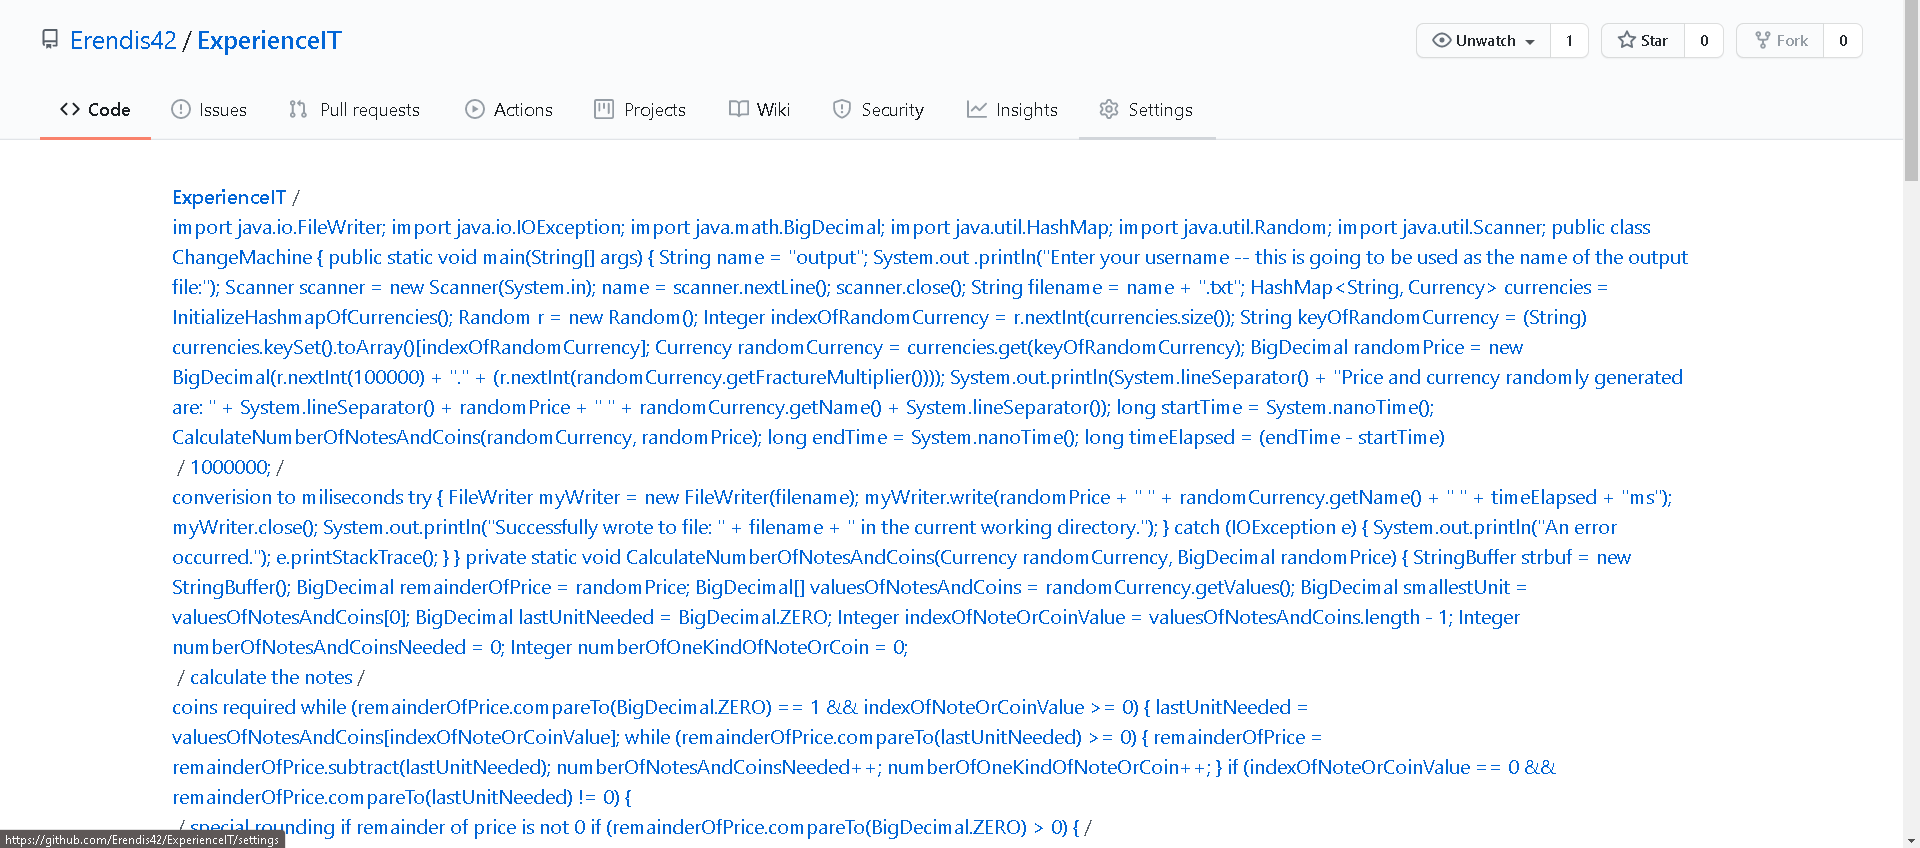 Erendis42 / ExperienceIT
Unwatch 1 Star 0 Fork 0
Code Issues Pull requests Actions Projects Wiki Security Insights Settings
ExperienceIT /
import java.io.FileWriter; import java.io.IOException; import java.math.BigDecimal; import java.util.HashMap; import java.util.Random; import java.util.Scanner; public class
ChangeMachine { public static void main(String[] args) { String name = "output"; System.out .println("Enter your username -- this is going to be used as the name of the output
file:"); Scanner scanner = new Scanner(System.in); name = scanner.nextLine(); scanner.close(); String filename = name + ".txt"; HashMap<String, Currency> currencies =
InitializeHashmapOfCurrencies(); Random r = new Random(); Integer indexOfRandomCurrency = r.nextInt(currencies.size()); String keyOfRandomCurrency = (String)
currencies.keySet().toArray()[indexOfRandomCurrency]; Currency randomCurrency = currencies.get(keyOfRandomCurrency); BigDecimal randomPrice = new
BigDecimal(r.nextInt(100000) + "." + (r.nextInt(randomCurrency.getFractureMultiplier()))); System.out.println(System.lineSeparator() + "Price and currency randomly generated
are: " + System.lineSeparator() + randomPrice + " " + randomCurrency.getName() + System.lineSeparator()); long startTime = System.nanoTime();
CalculateNumberOfNotesAndCoins(randomCurrency, randomPrice); long endTime = System.nanoTime(); long timeElapsed = (endTime - startTime)
/ 1000000; /
converision to miliseconds try { FileWriter myWriter = new FileWriter(filename); myWriter.write(randomPrice + " " + randomCurrency.getName() + " " + timeElapsed + "ms");
myWriter.close(); System.out.println("Successfully wrote to file: " + filename + " in the current working directory."); } catch (IOException e) { System.out.println("An error
occurred."); e.printStackTrace(); } } private static void CalculateNumberOfNotesAndCoins(Currency randomCurrency, BigDecimal randomPrice) { StringBuffer strbuf = new
StringBuffer(); BigDecimal remainderOfPrice = randomPrice; BigDecimal[] valuesOfNotesAndCoins = randomCurrency.getValues(); BigDecimal smallestUnit =
valuesOfNotesAndCoins[0]; BigDecimal lastUnitNeeded = BigDecimal.ZERO; Integer indexOfNoteOrCoinValue = valuesOfNotesAndCoins.length - 1; Integer
numberOfNotesAndCoinsNeeded = 0; Integer numberOfOneKindOfNoteOrCoin = 0;
/ calculate the notes /
coins required while (remainderOfPrice.compareTo(BigDecimal.ZERO) == 1 && indexOfNoteOrCoinValue >= 0) { lastUnitNeeded =
valuesOfNotesAndCoins[indexOfNoteOrCoinValue]; while (remainderOfPrice.compareTo(lastUnitNeeded) >= 0) { remainderOfPrice =
remainderOfPrice.subtract(lastUnitNeeded); numberOfNotesAndCoinsNeeded++; numberOfOneKindOfNoteOrCoin++; } if (indexOfNoteOrCoinValue == 0 &&
remainderOfPrice.compareTo(lastUnitNeeded) != 0) {
/ special rounding if remainder of price is not 0 if (remainderOfPrice.compareTo(BigDecimal.ZERO) > 0) { /
https://github.com/Erendis42/ExperienceIT/settings